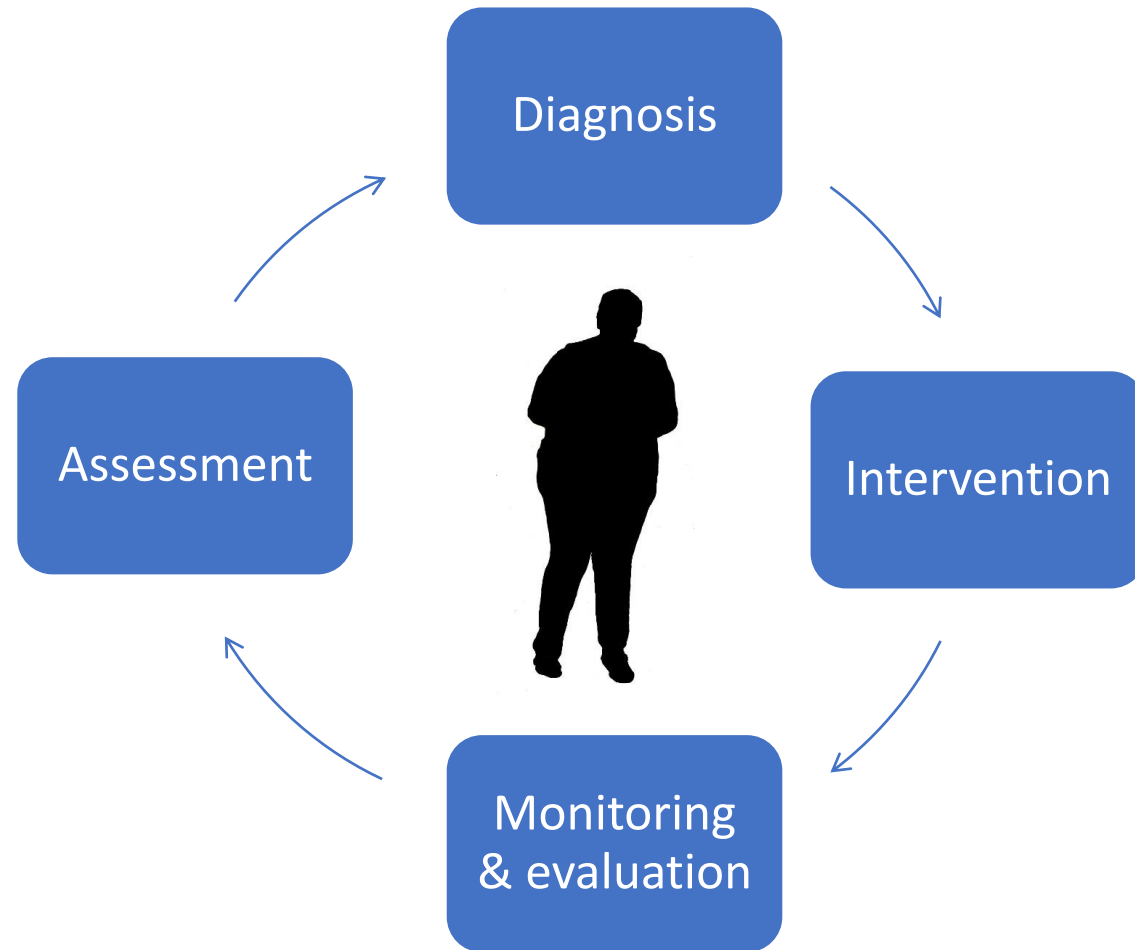 Diagnosis
Assessment
Intervention
Monitoring
& evaluation